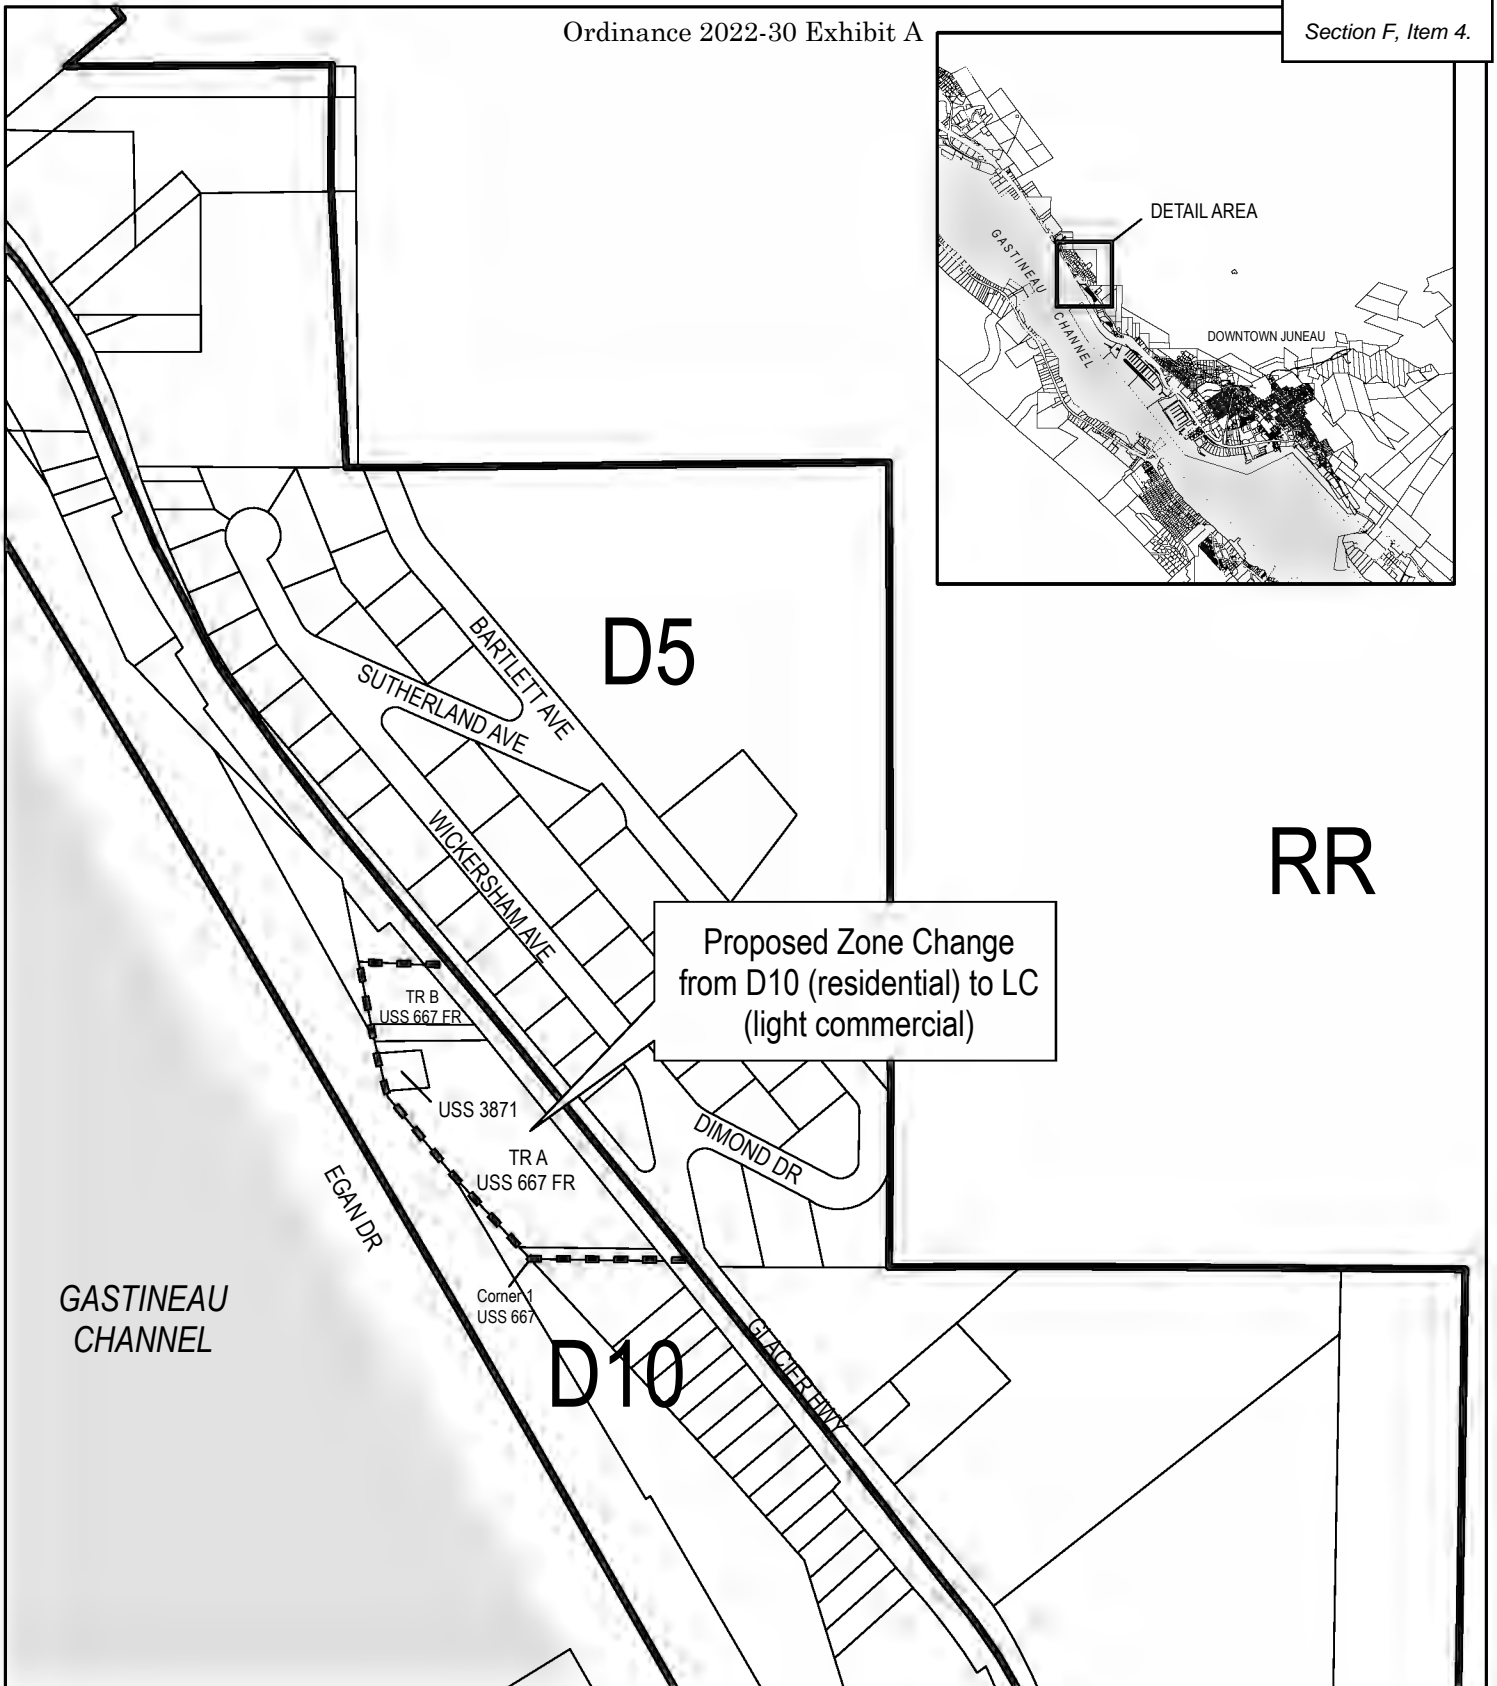 Ordinance 2022-30 Exhibit A
Section F, Item 4.
DETAIL AREA
GASTINEAU
CHANNEL
DOWNTOWN JUNEAU
D5
BARTLETT AVE
SUTHERLAND AVE
WICKERSHAM AVE
RR
Proposed Zone Change
from D10 (residential) to LC
(light commercial)
TR B
USS 667 FR
USS 3871
TR A
USS 667 FR
DIMOND DR
EGAN DR
GASTINEAU
CHANNEL
Corner 1
USS 667
D10
GLACIER HWY